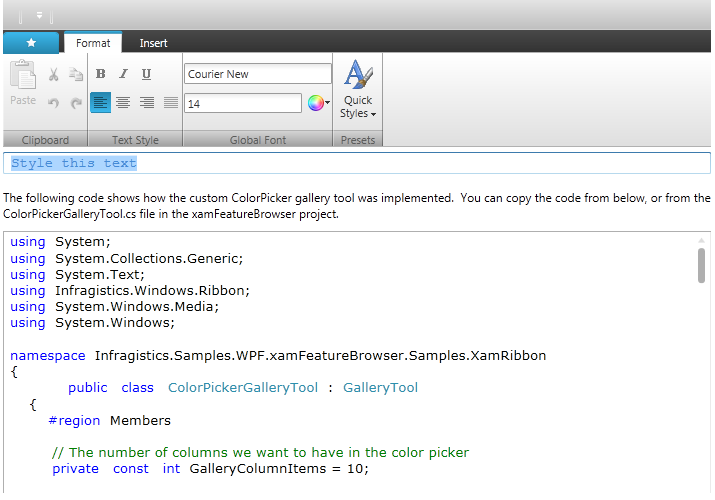 Format Insert
B I U Courier New
Paste 14 Quick Styles
Clipboard Text Style Global Font Presets
Style this text
The following code shows how the custom ColorPicker gallery tool was implemented. You can copy the code from below, or from the
ColorPickerGalleryTool.cs file in the xamFeatureBrowser project.
using System;
using System.Collections.Generic;
using System.Text;
using Infragistics.Windows.Ribbon;
using System.Windows.Media;
using System.Windows;
namespace Infragistics.Samples.WPF.xamFeatureBrowser.Samples.XamRibbon
{
public class ColorPickerGalleryTool : GalleryTool
{
#region Members
// The number of columns we want to have in the color picker
private const int GalleryColumnItems = 10;